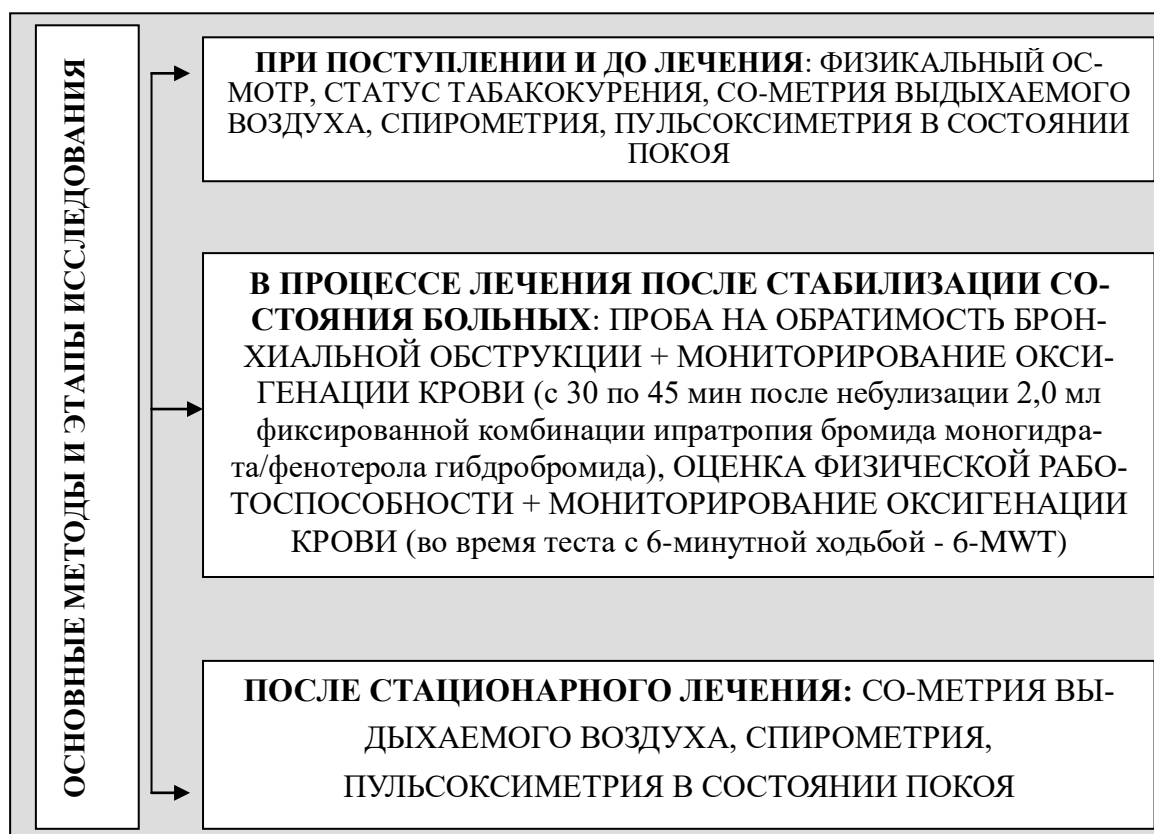 ОСНОВНЫЕ МЕТОДЫ И ЭТАПЫ ИССЛЕДОВАНИЯ
ПРИ ПОСТУПЛЕНИИ И ДО ЛЕЧЕНИЯ: ФИЗИКАЛЬНЫЙ ОС-
МОТР, СТАТУС ТАБАКОКУРЕНИЯ, СО-МЕТРИЯ ВЫДЫХАЕМОГО
ВОЗДУХА, СПИРОМЕТРИЯ, ПУЛЬСОКСИМЕТРИЯ В СОСТОЯНИИ
ПОКОЯ
В ПРОЦЕССЕ ЛЕЧЕНИЯ ПОСЛЕ СТАБИЛИЗАЦИИ СО-
СТОЯНИЯ БОЛЬНЫХ: ПРОБА НА ОБРАТИМОСТЬ БРОН-
ХИАЛЬНОЙ ОБСТРУКЦИИ + МОНИТОРИРОВАНИЕ ОКСИ-
ГЕНАЦИИ КРОВИ (с 30 по 45 мин после небулизации 2,0 мл
фиксированной комбинации ипратропия бромида моногидра-
та/фенотерола гибдробромида), ОЦЕНКА ФИЗИЧЕСКОЙ РАБО-
ТОСПОСОБНОСТИ + МОНИТОРИРОВАНИЕ ОКСИГЕНАЦИИ
КРОВИ (во время теста с 6-минутной ходьбой - 6-MWT)
ПОСЛЕ СТАЦИОНАРНОГО ЛЕЧЕНИЯ: СО-МЕТРИЯ ВЫ-
ДЫХАЕМОГО ВОЗДУХА, СПИРОМЕТРИЯ,
ПУЛЬСОКСИМЕТРИЯ В СОСТОЯНИИ ПОКОЯ